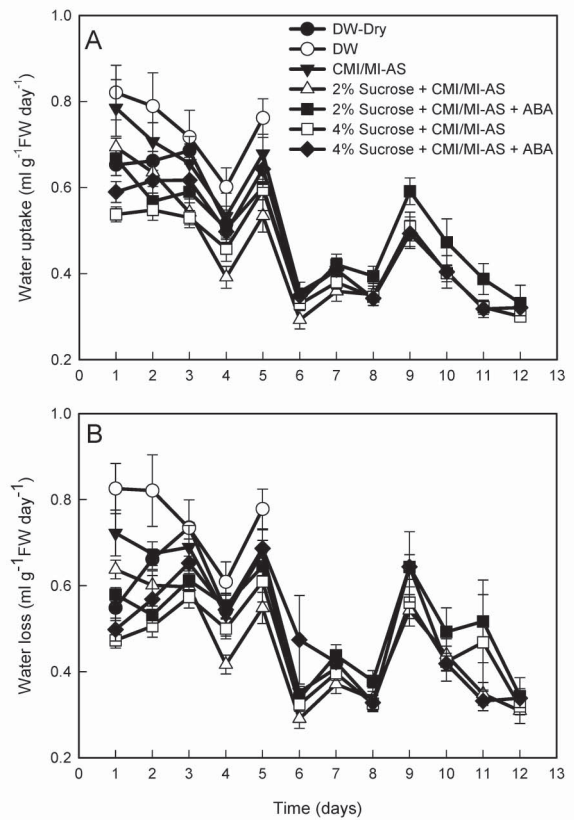 A
DW-Dry
DW
CMI/MI-AS
2% Sucrose + CMI/MI-AS
2% Sucrose + CMI/MI-AS + ABA
4% Sucrose + CMI/MI-AS
4% Sucrose + CMI/MI-AS + ABA
Water uptake (ml g⁻¹FW day⁻¹)
1.0
0.8
0.6
0.4
0.2
0 1 2 3 4 5 6 7 8 9 10 11 12 13
B
Water loss (ml g⁻¹FW day⁻¹)
1.0
0.8
0.6
0.4
0.2
0 1 2 3 4 5 6 7 8 9 10 11 12 13
Time (days)